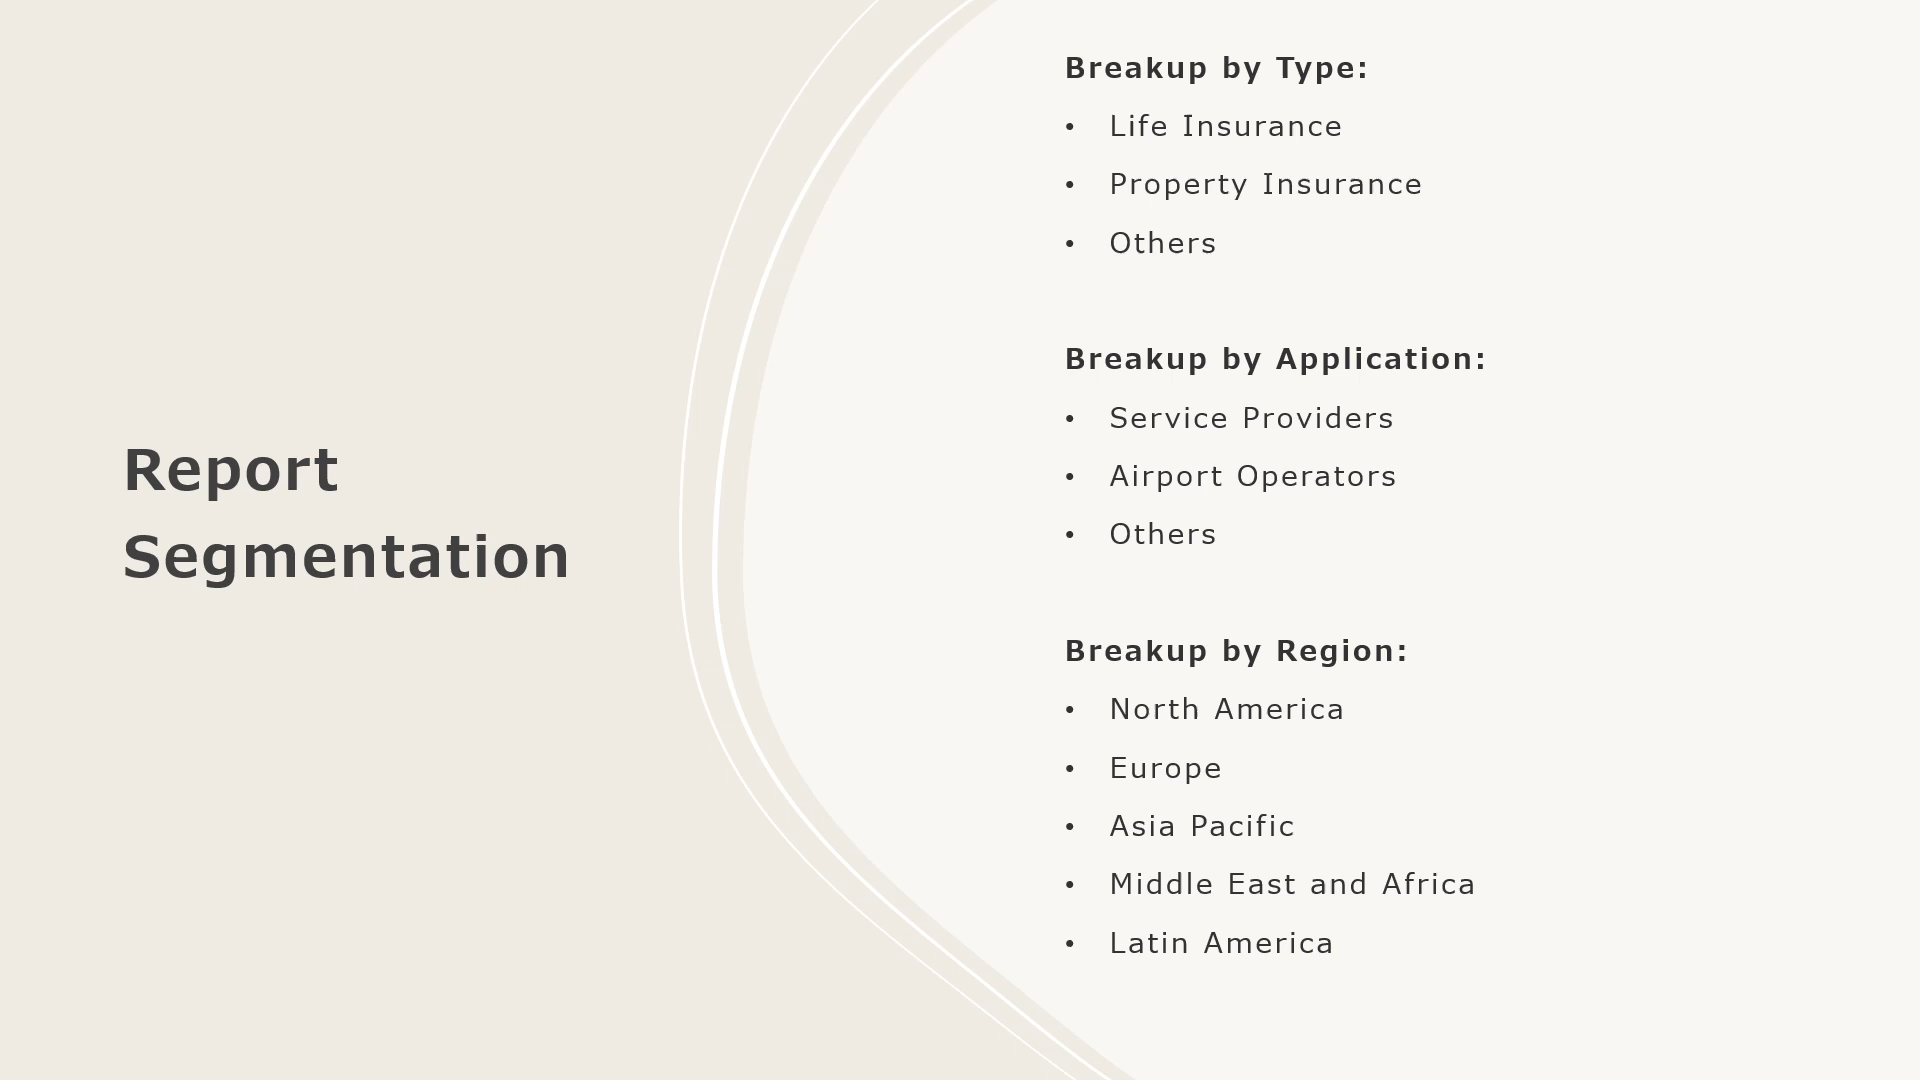 Report
Segmentation
Breakup by Type:
• Life Insurance
• Property Insurance
• Others
Breakup by Application:
• Service Providers
• Airport Operators
• Others
Breakup by Region:
• North America
• Europe
• Asia Pacific
• Middle East and Africa
• Latin America